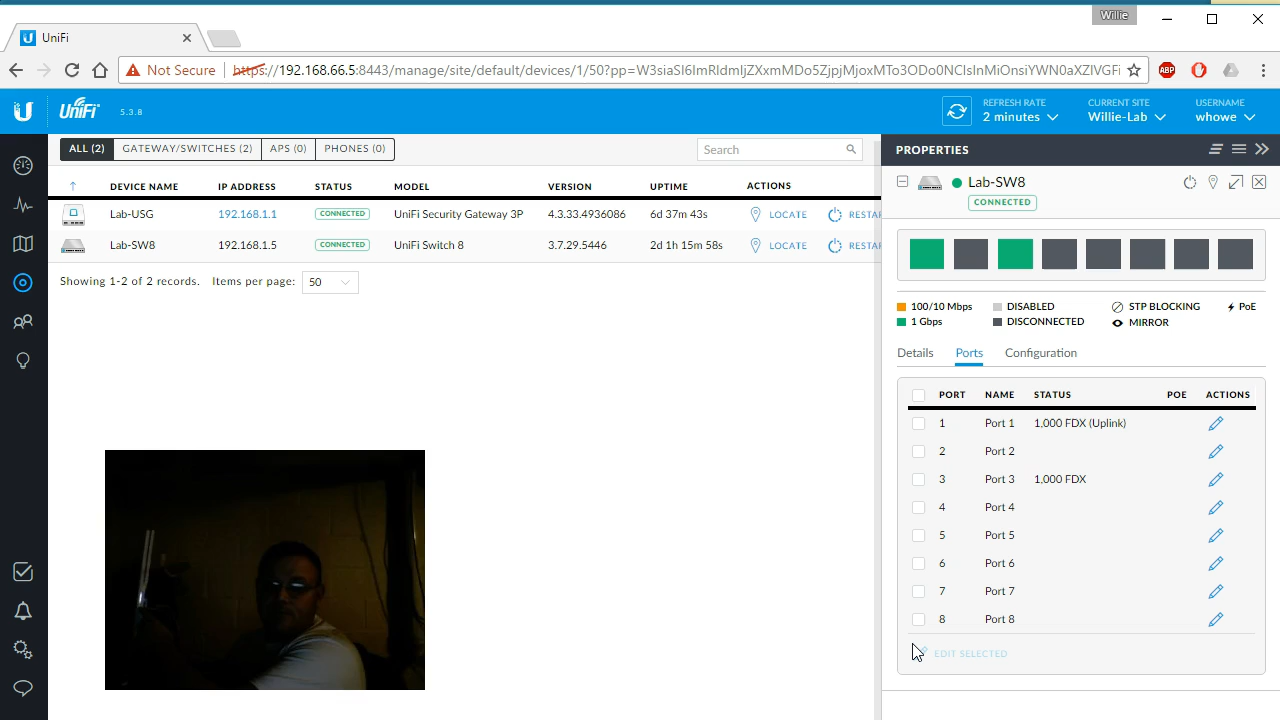 Willie
UniFi
Not Secure https://192.168.66.5:8443/manage/site/default/devices/1/50?pp=
UniFi 5.3.8
REFRESH RATE
2 minutes
CURRENT SITE
Willie-Lab
USERNAME
whowe
ALL (2) GATEWAY/SWITCHES (2) APS (0) PHONES (0)
Search
DEVICE NAME IP ADDRESS STATUS MODEL VERSION UPTIME ACTIONS
Lab-USG 192.168.1.1 CONNECTED UniFi Security Gateway 3P 4.3.33.4936086 6d 37m 43s LOCATE RESTAR
Lab-SW8 192.168.1.5 CONNECTED UniFi Switch 8 3.7.29.5446 2d 1h 15m 58s LOCATE RESTAR
Showing 1-2 of 2 records. Items per page: 50
PROPERTIES
Lab-SW8
CONNECTED
100/10 Mbps DISABLED STP BLOCKING PoE
1 Gbps DISCONNECTED MIRROR
Details Ports Configuration
PORT NAME STATUS POE ACTIONS
1 Port 1 1,000 FDX (Uplink)
2 Port 2
3 Port 3 1,000 FDX
4 Port 4
5 Port 5
6 Port 6
7 Port 7
8 Port 8
EDIT SELECTED